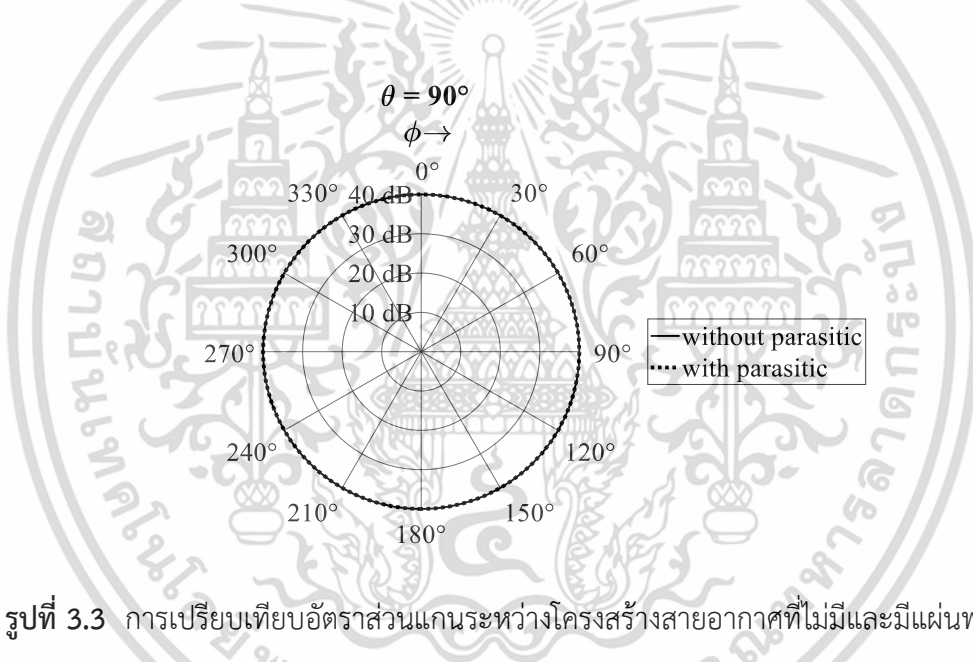 θ = 90°
ϕ→
0°
330° 40 dB 30°
30 dB
300° 60°
20 dB
10 dB
270° 90°
without parasitic
with parasitic
240° 120°
210° 150°
180°
รูปที่ 3.3 การเปรียบเทียบอัตราส่วนแกนระหว่างโครงสร้างสายอากาศที่ไม่มีและมีแผ่น